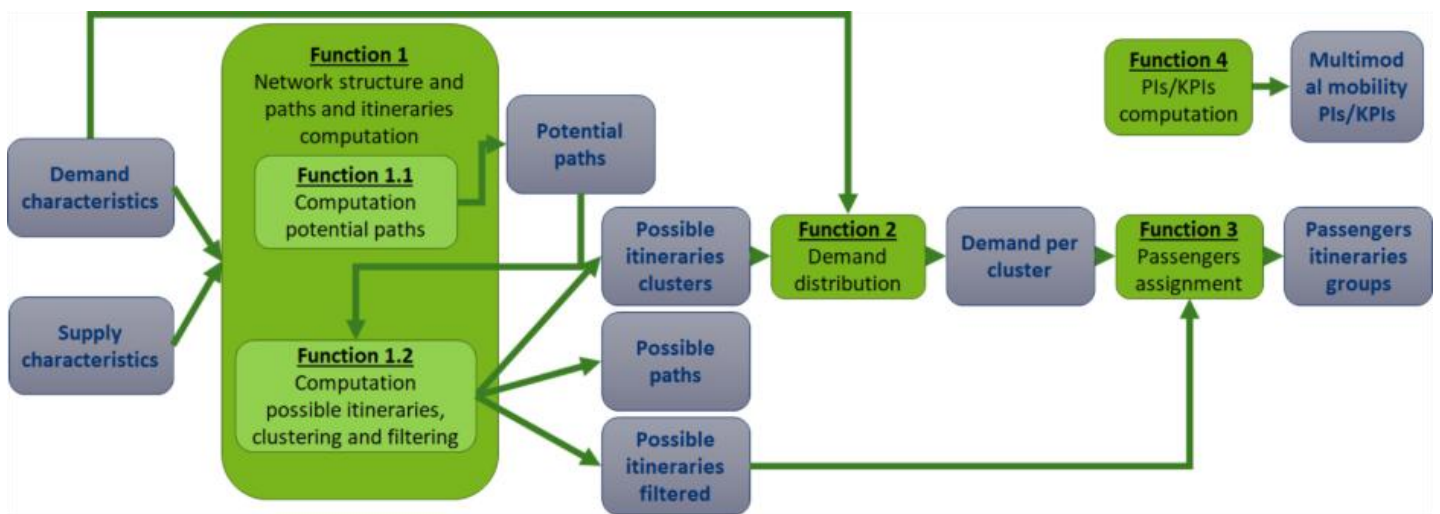 Function 1
Network structure and
paths and itineraries
computation
Function 1.1
Computation
potential paths
Function 1.2
Computation
possible itineraries,
clustering and filtering
Demand
characteristics
Supply
characteristics
Potential
paths
Possible
itineraries
clusters
Possible
paths
Possible
itineraries
filtered
Function 2
Demand
distribution
Demand per
cluster
Function 3
Passengers
assignment
Passengers
itineraries
groups
Function 4
PIs/KPIs
computation
Multimod
al mobility
PIs/KPIs